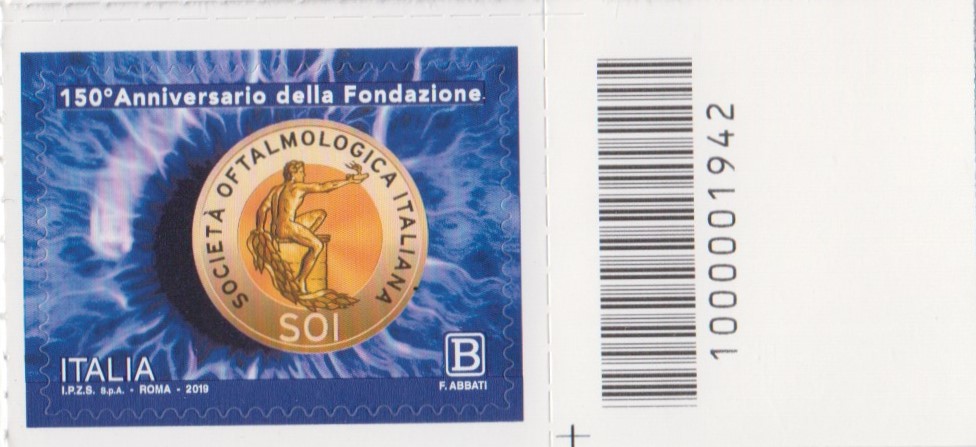 150°Anniversario della Fondazione
SOCIETÀ OFTALMOLOGICA ITALIANA
SOI
ITALIA
I.P.Z.S. S.p.A. - ROMA - 2019
B
F. ABBATI
1000001942